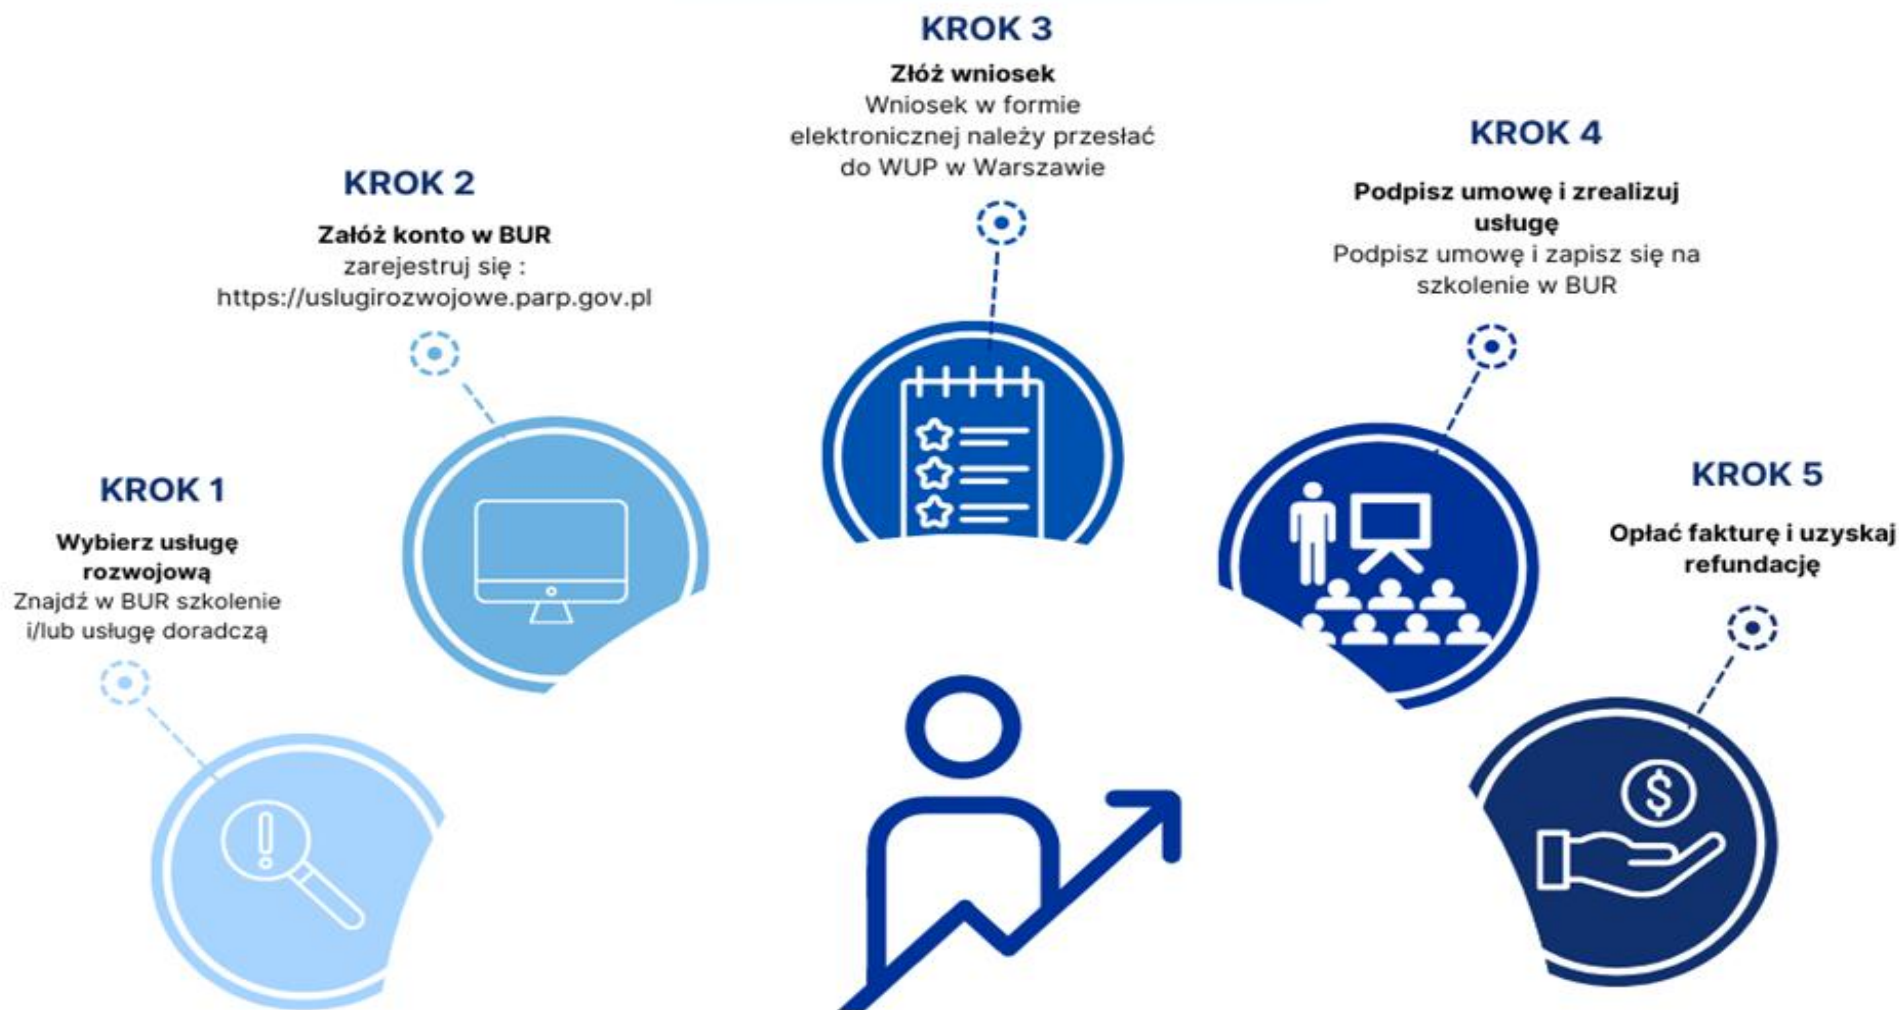 KROK 1
Wybierz usługę
rozwojową
Znajdź w BUR szkolenie
i/lub usługę doradczą
KROK 2
Załóż konto w BUR
zarejestruj się :
https://uslugirozwojowe.parp.gov.pl
KROK 3
Złóż wniosek
Wniosek w formie
elektronicznej należy przesłać
do WUP w Warszawie
KROK 4
Podpisz umowę i zrealizuj
usługę
Podpisz umowę i zapisz się na
szkolenie w BUR
KROK 5
Opłać fakturę i uzyskaj
refundację